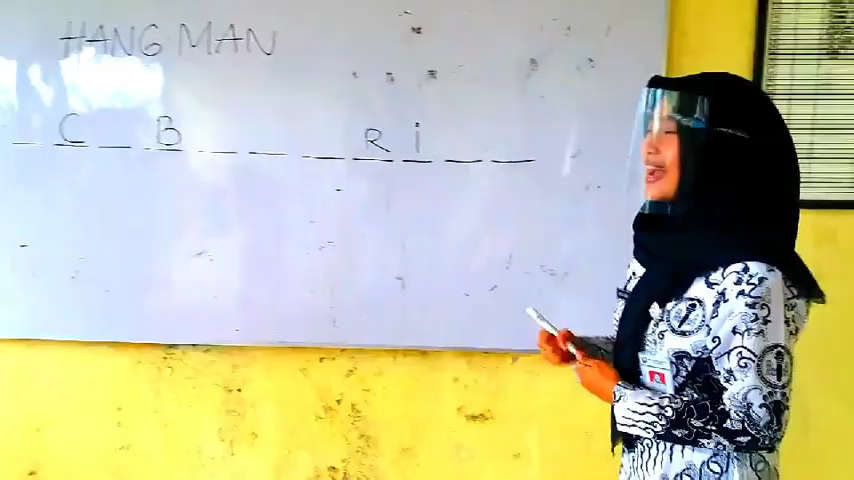 HANG MAN
_ C _ B _ _ _ R i _ _